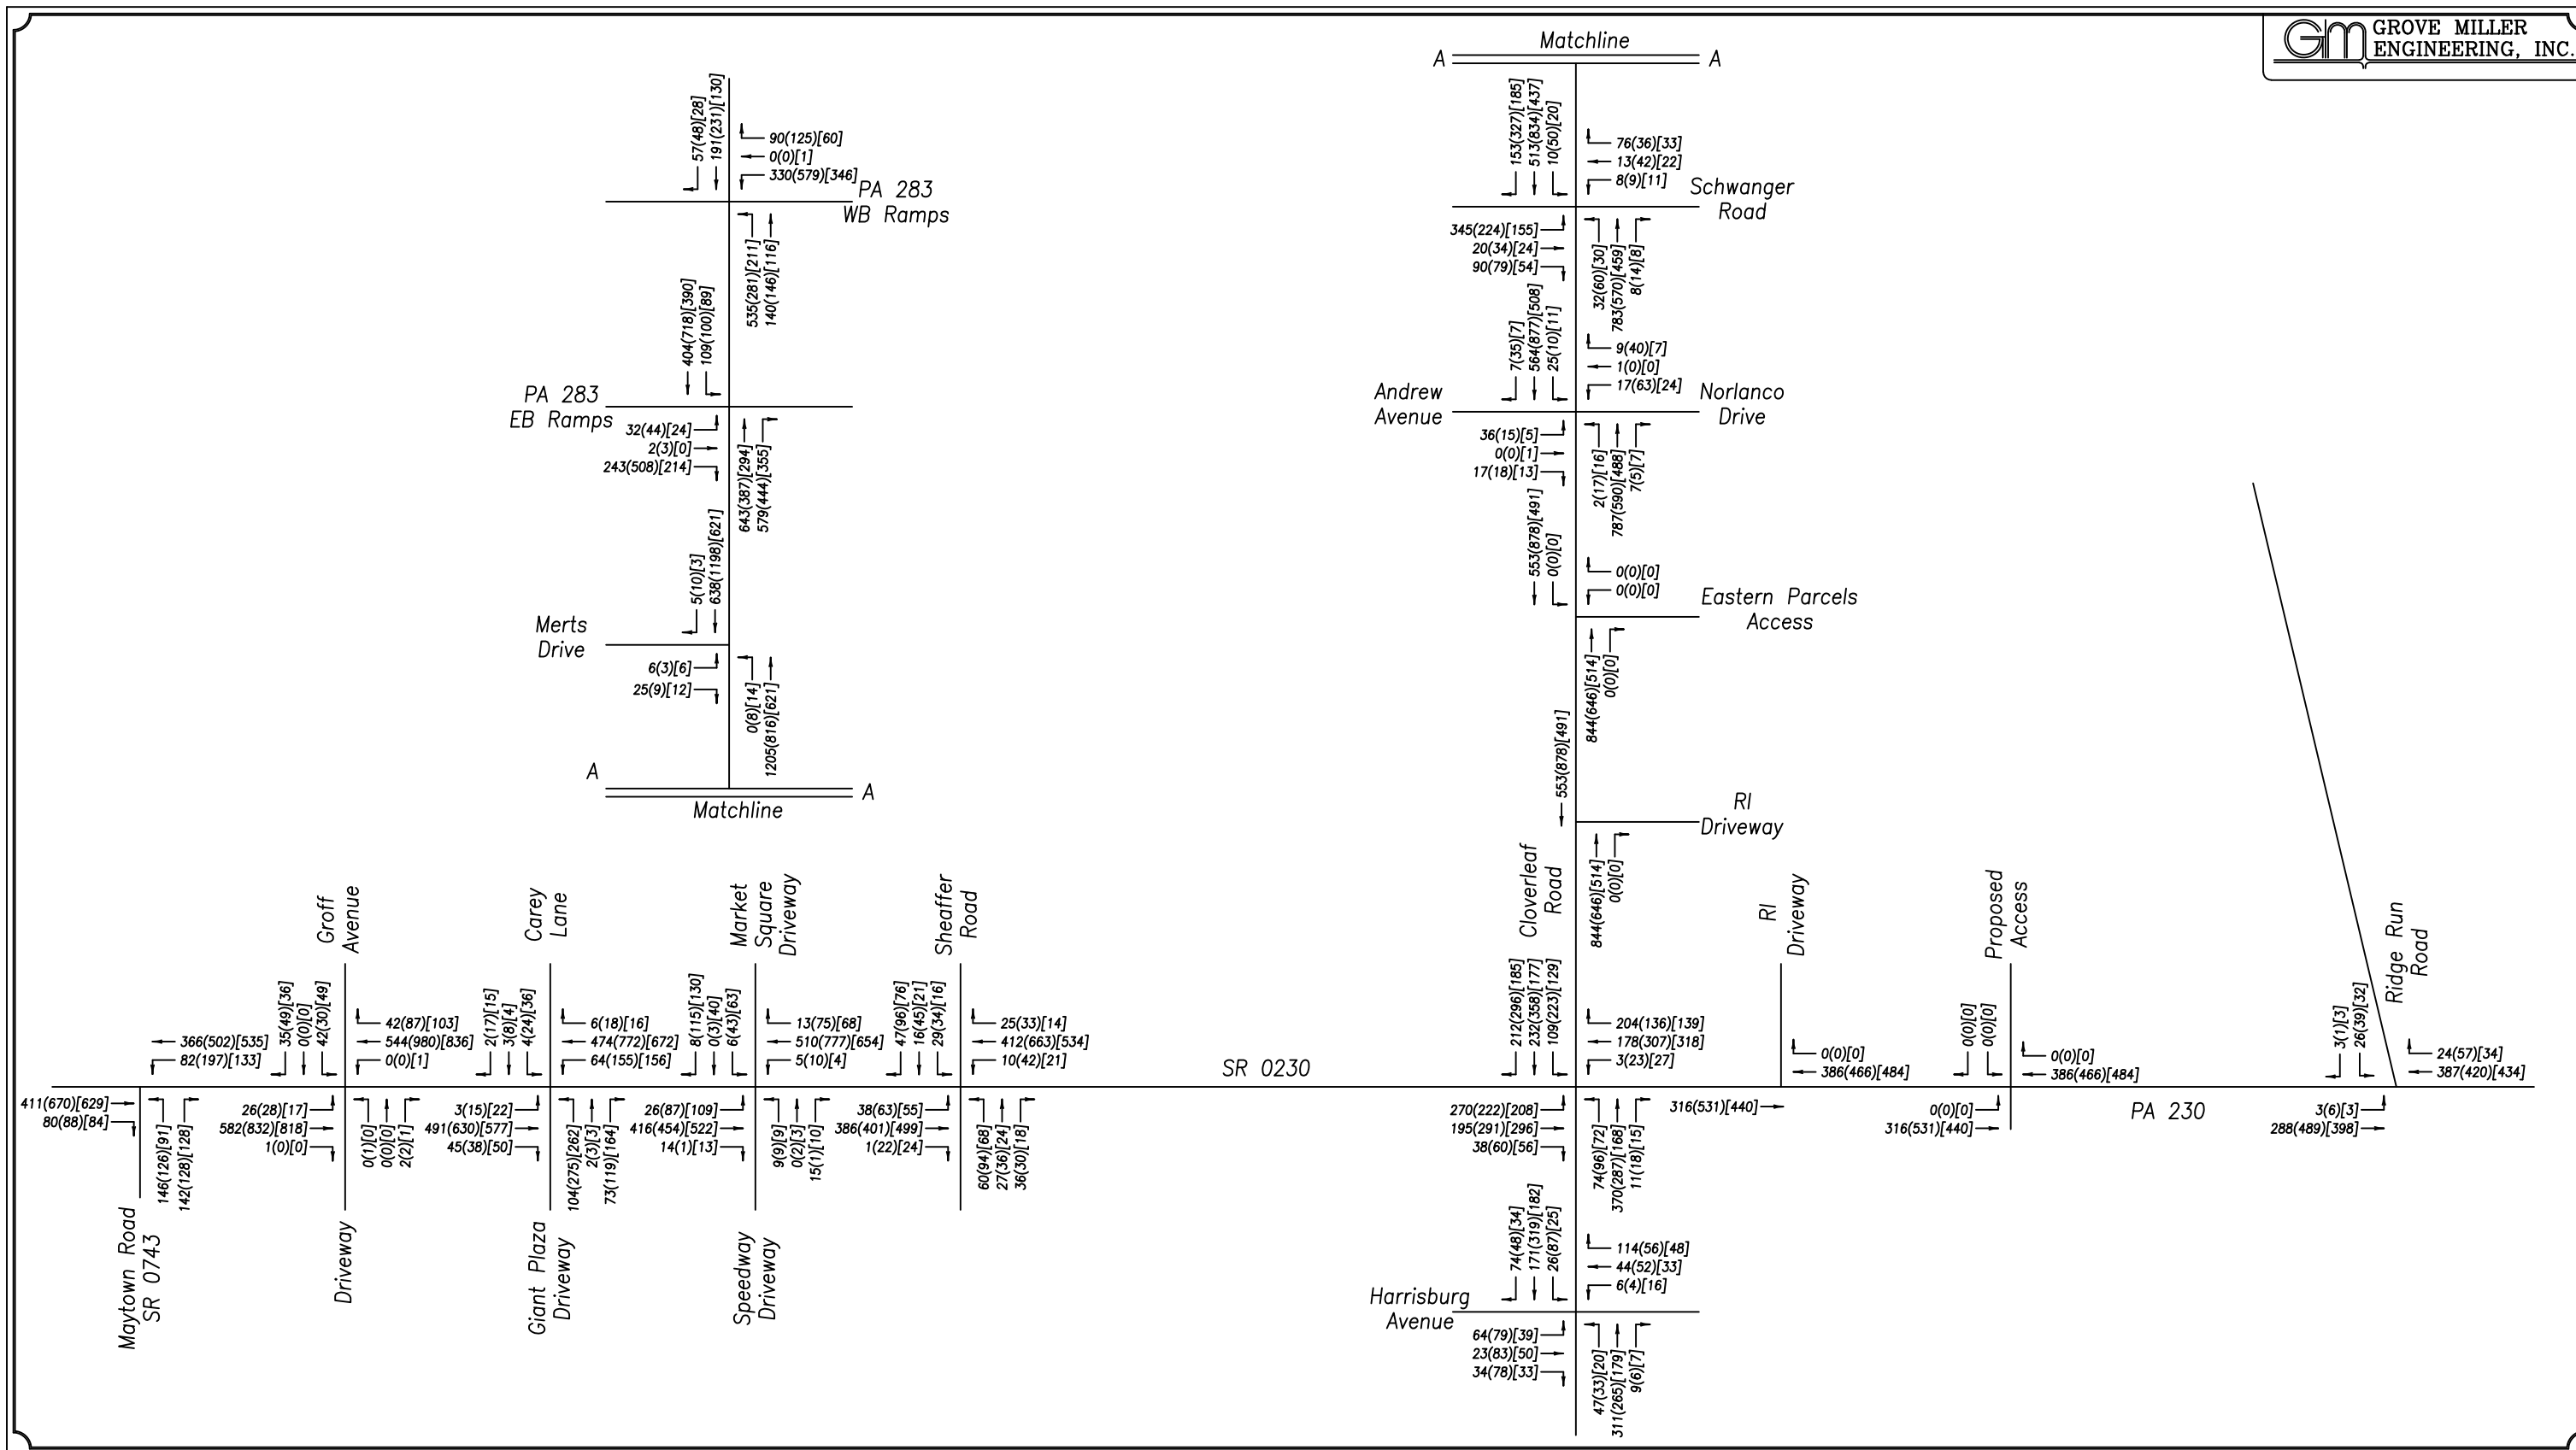 GROVE MILLER
ENGINEERING, INC.
Matchline
A
A
57(48)[28]
191(231)[130]
90(125)[60]
0(0)[1]
330(579)[346]
PA 283
WB Ramps
535(281)[211]
140(146)[116]
404(718)[390]
109(100)[89]
PA 283
EB Ramps
32(44)[24]
2(3)[0]
243(508)[214]
643(387)[294]
579(444)[355]
5(10)[3]
638(1198)[621]
Merts
Drive
6(3)[6]
25(9)[12]
0(8)[14]
1205(816)[621]
A
A
Matchline
153(327)[185]
513(834)[437]
10(50)[20]
76(36)[33]
13(42)[22]
8(9)[11]
Schwanger
Road
345(224)[155]
20(34)[24]
90(79)[54]
32(60)[30]
783(570)[459]
8(14)[8]
7(35)[7]
564(877)[508]
25(10)[11]
9(40)[7]
1(0)[0]
17(63)[24]
Andrew
Avenue
Norlanco
Drive
36(15)[5]
0(0)[1]
17(18)[13]
2(17)[16]
787(590)[488]
7(5)[7]
553(878)[491]
0(0)[0]
0(0)[0]
0(0)[0]
Eastern Parcels
Access
844(646)[514]
0(0)[0]
553(878)[491]
RI
Driveway
844(646)[514]
0(0)[0]
Cloverleaf
Road
Groff
Avenue
Carey
Lane
Market
Square
Driveway
Sheaffer
Road
RI
Driveway
Proposed
Access
Ridge Run
Road
366(502)[535]
82(197)[133]
411(670)[629]
80(88)[84]
146(126)[91]
142(128)[128]
Maytown Road
SR 0743
35(49)[36]
0(0)[0]
42(30)[49]
42(87)[103]
544(980)[836]
0(0)[1]
26(28)[17]
582(832)[818]
1(0)[0]
0(1)[0]
0(0)[0]
2(2)[1]
Driveway
2(17)[15]
3(8)[4]
4(24)[36]
6(18)[16]
474(772)[672]
64(155)[156]
3(15)[22]
491(630)[577]
45(38)[50]
104(275)[262]
2(3)[3]
73(119)[164]
Giant Plaza
Driveway
8(115)[130]
0(3)[40]
6(43)[63]
13(75)[68]
510(777)[654]
5(10)[4]
26(87)[109]
416(454)[522]
14(1)[13]
9(9)[9]
0(2)[3]
15(1)[10]
Speedway
Driveway
47(96)[76]
16(45)[21]
29(34)[16]
25(33)[14]
412(663)[534]
10(42)[21]
38(63)[55]
386(401)[499]
1(22)[24]
60(94)[68]
27(36)[24]
36(30)[18]
SR 0230
212(296)[185]
232(358)[177]
109(223)[129]
204(136)[139]
178(307)[318]
3(23)[27]
270(222)[208]
195(291)[296]
38(60)[56]
74(96)[72]
370(287)[168]
11(18)[15]
0(0)[0]
386(466)[484]
316(531)[440]
0(0)[0]
0(0)[0]
0(0)[0]
386(466)[484]
0(0)[0]
316(531)[440]
PA 230
3(1)[3]
26(39)[32]
24(57)[34]
387(420)[434]
3(6)[3]
288(489)[398]
74(48)[34]
171(319)[182]
26(87)[25]
114(56)[48]
44(52)[33]
6(4)[16]
Harrisburg
Avenue
64(79)[39]
23(83)[50]
34(78)[33]
47(33)[20]
311(265)[179]
9(6)[7]